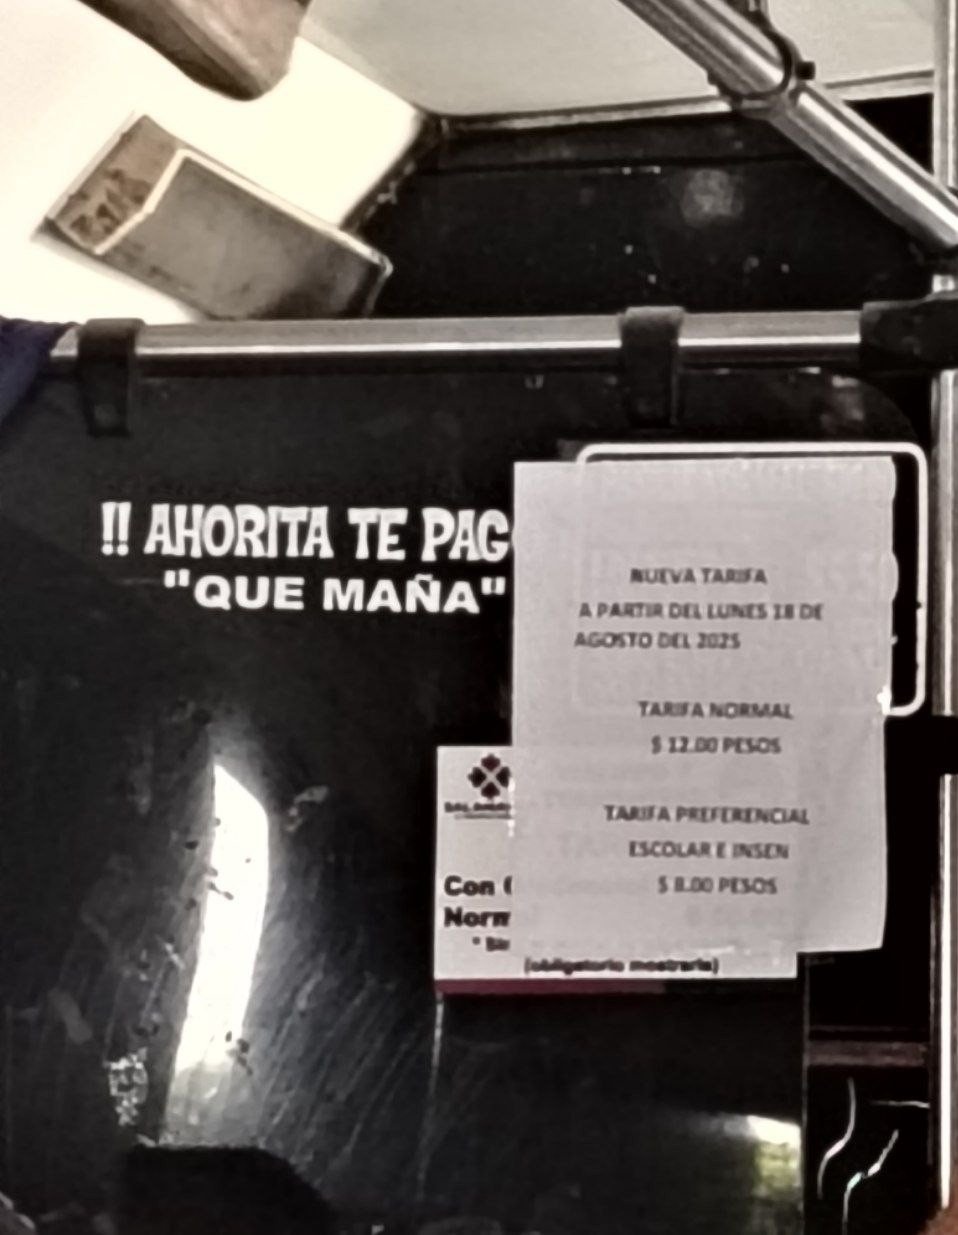 !! AHORITA TE PAG
"QUE MAÑA"
NUEVA TARIFA
A PARTIR DEL LUNES 18 DE
AGOSTO DEL 2025
TARIFA NORMAL
$ 12.00 PESOS
TARIFA PREFERENCIAL
ESCOLAR E INSEN
$ 8.00 PESOS
Con
Norm
(obligatorio mostrarla)